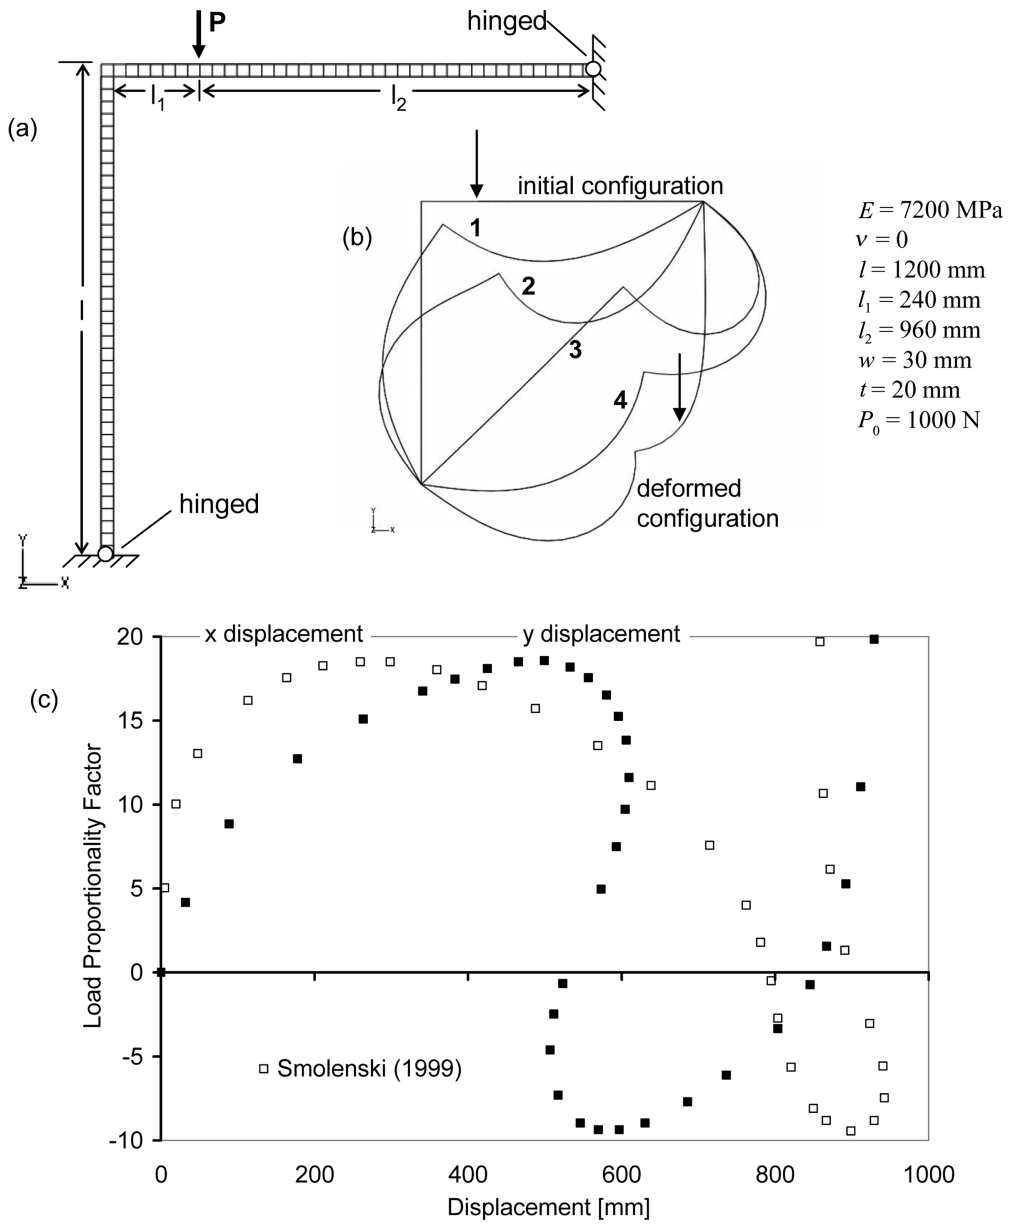 P
hinged
l₁
l₂
(a)
l
hinged
Y
Z X
initial configuration
(b)
1
2
3
4
deformed
configuration
Y
Z X
E = 7200 MPa
ν = 0
l = 1200 mm
l₁ = 240 mm
l₂ = 960 mm
w = 30 mm
t = 20 mm
P₀ = 1000 N
(c)
x displacement
y displacement
20
15
10
5
0
-5
-10
Load Proportionality Factor
Smolenski (1999)
0 200 400 600 800 1000
Displacement [mm]